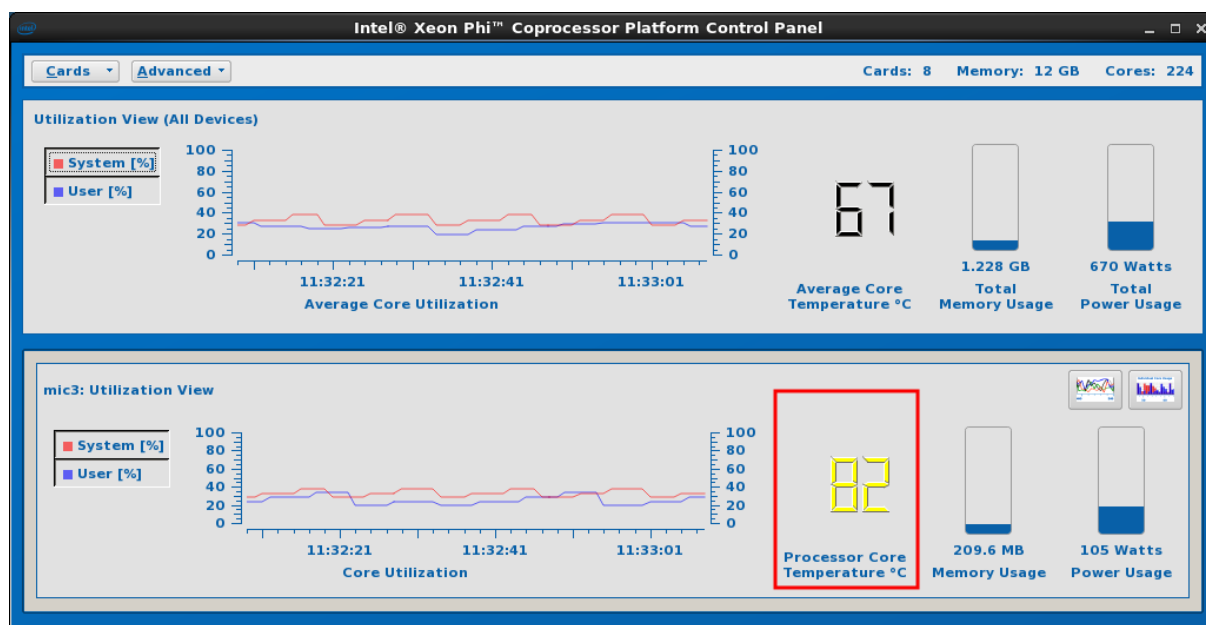 Intel® Xeon Phi™ Coprocessor Platform Control Panel
Cards Advanced Cards: 8 Memory: 12 GB Cores: 224
Utilization View (All Devices)
System [%]
User [%]
100 100
80 80
60 60
40 40
20 20
0 0
11:32:21 11:32:41 11:33:01
Average Core Utilization
67
Average Core
Temperature °C
1.228 GB
Total
Memory Usage
670 Watts
Total
Power Usage
mic3: Utilization View
System [%]
User [%]
100 100
80 80
60 60
40 40
20 20
0 0
11:32:21 11:32:41 11:33:01
Core Utilization
82
Processor Core
Temperature °C
209.6 MB
Memory Usage
105 Watts
Power Usage